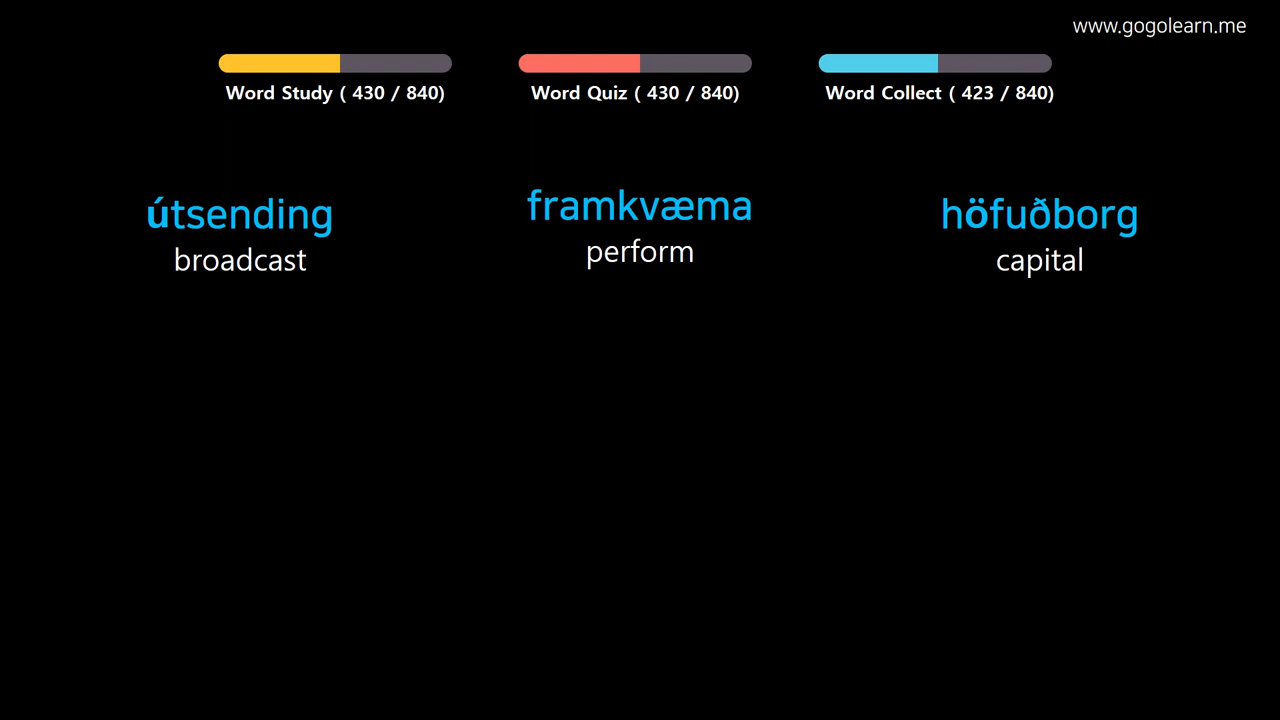 www.gogolearn.me
Word Study ( 430 / 840)
Word Quiz ( 430 / 840)
Word Collect ( 423 / 840)
útsending
broadcast
framkvæma
perform
höfuðborg
capital